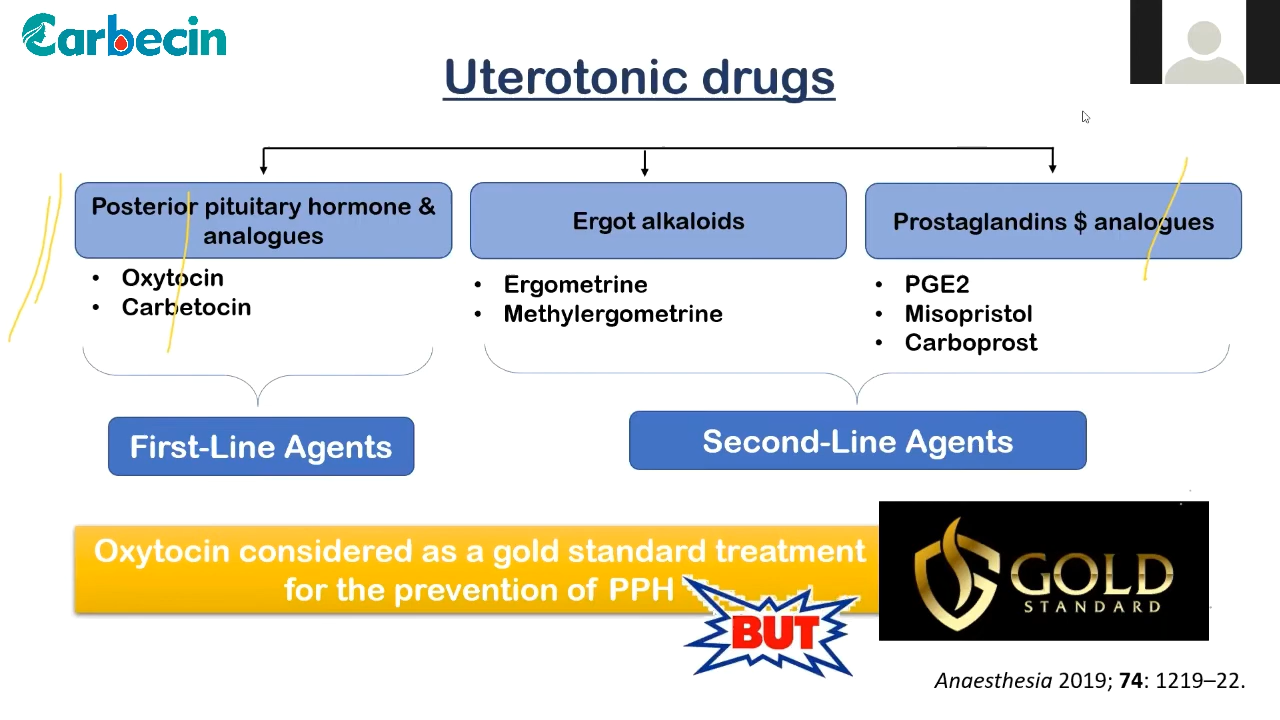 Carbecin
Uterotonic drugs
Posterior pituitary hormone &
analogues
• Oxytocin
• Carbetocin
Ergot alkaloids
• Ergometrine
• Methylergometrine
Prostaglandins $ analogues
• PGE2
• Misopristol
• Carboprost
First-Line Agents
Second-Line Agents
Oxytocin considered as a gold standard treatment
for the prevention of PPH
BUT
GOLD
STANDARD
Anaesthesia 2019; 74: 1219–22.